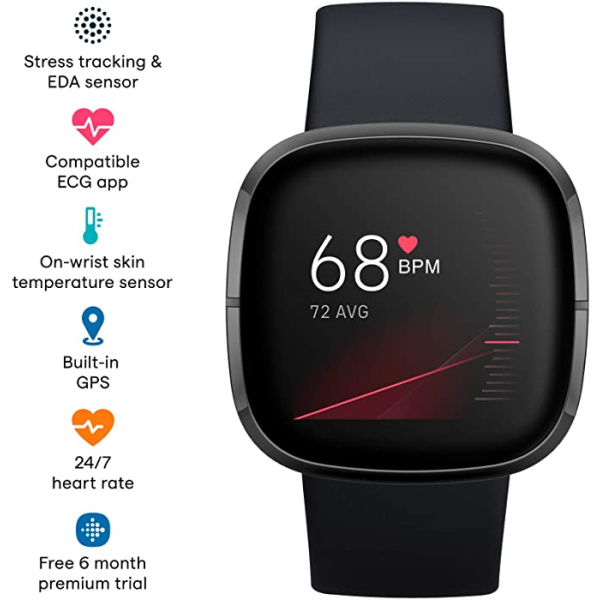 Stress tracking &
EDA sensor
Compatible
ECG app
On-wrist skin
temperature sensor
Built-in
GPS
24/7
heart rate
Free 6 month
premium trial
68 BPM
72 AVG